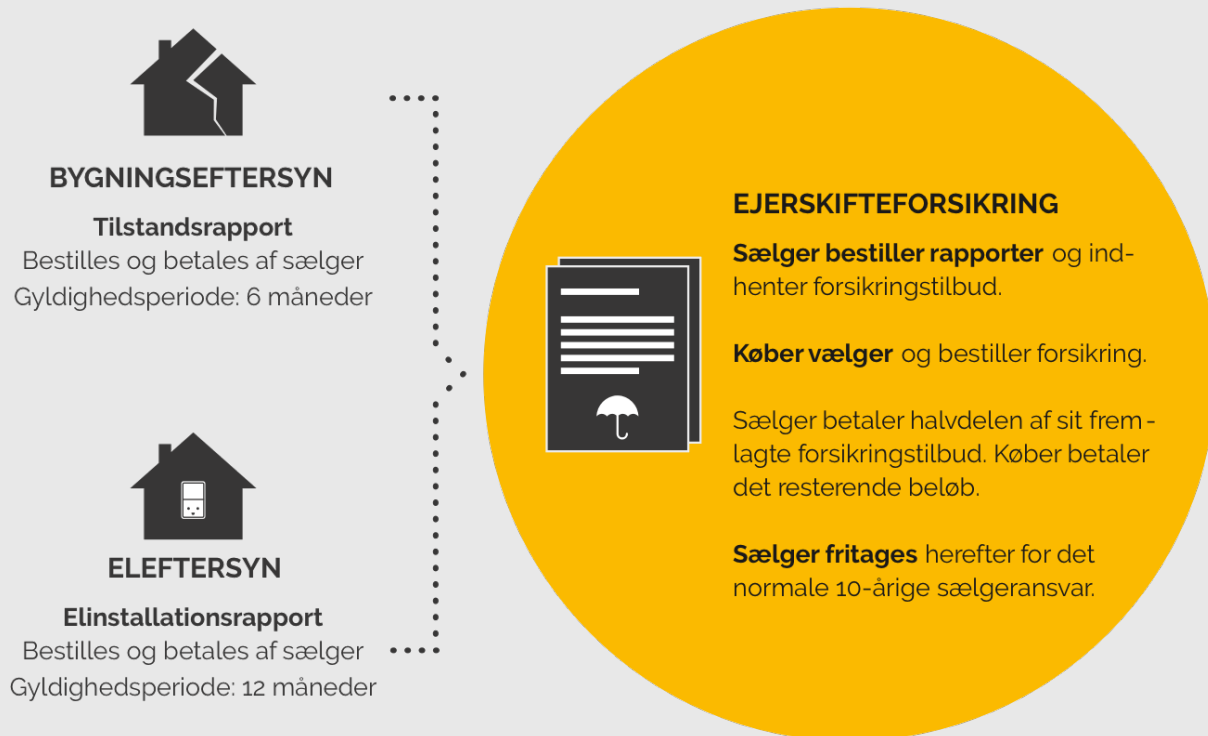 BYGNINGSEFTERSYN
Tilstandsrapport
Bestilles og betales af sælger
Gyldighedsperiode: 6 måneder
ELEFTERSYN
Elinstallationsrapport
Bestilles og betales af sælger
Gyldighedsperiode: 12 måneder
EJERSKIFTEFORSIKRING
Sælger bestiller rapporter og ind-
henter forsikringstilbud.
Køber vælger og bestiller forsikring.
Sælger betaler halvdelen af sit frem-
lagte forsikringstilbud. Køber betaler
det resterende beløb.
Sælger fritages herefter for det
normale 10-årige sælgeransvar.